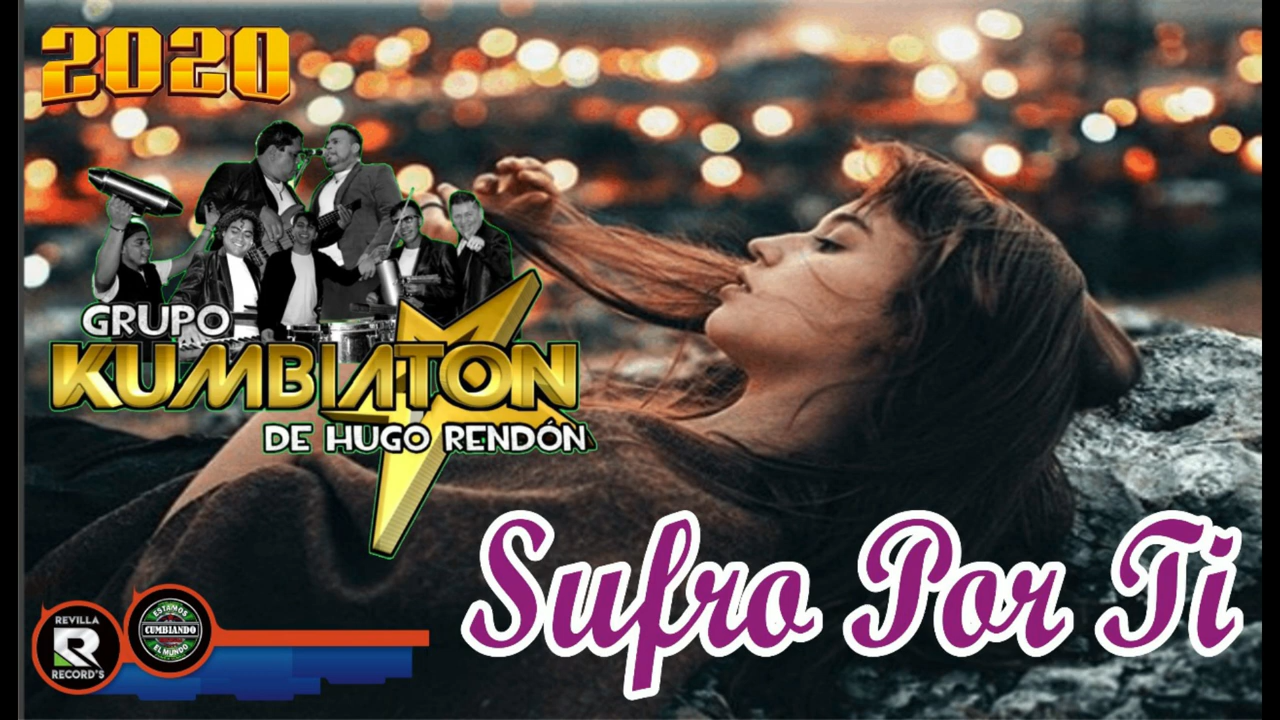 2020
GRUPO
KUMBIATON
DE HUGO RENDÓN
Sufro Por Ti
REVILLA
R
RECORD'S
ESTAMOS
CUMBIANDO
EL MUNDO